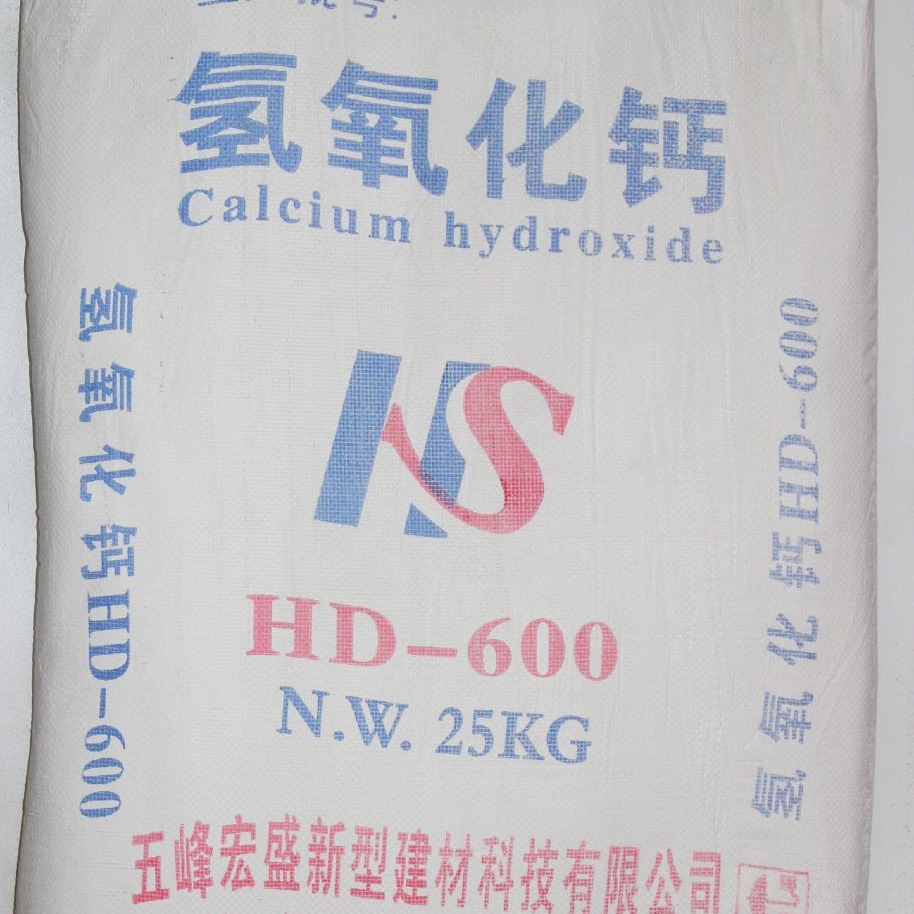 氢氧化钙
Calcium hydroxide
氢氧化钙HD-600
HS
HD-600
N.W. 25KG
氢氧化钙HD-600
五峰宏盛新型建材科技有限公司